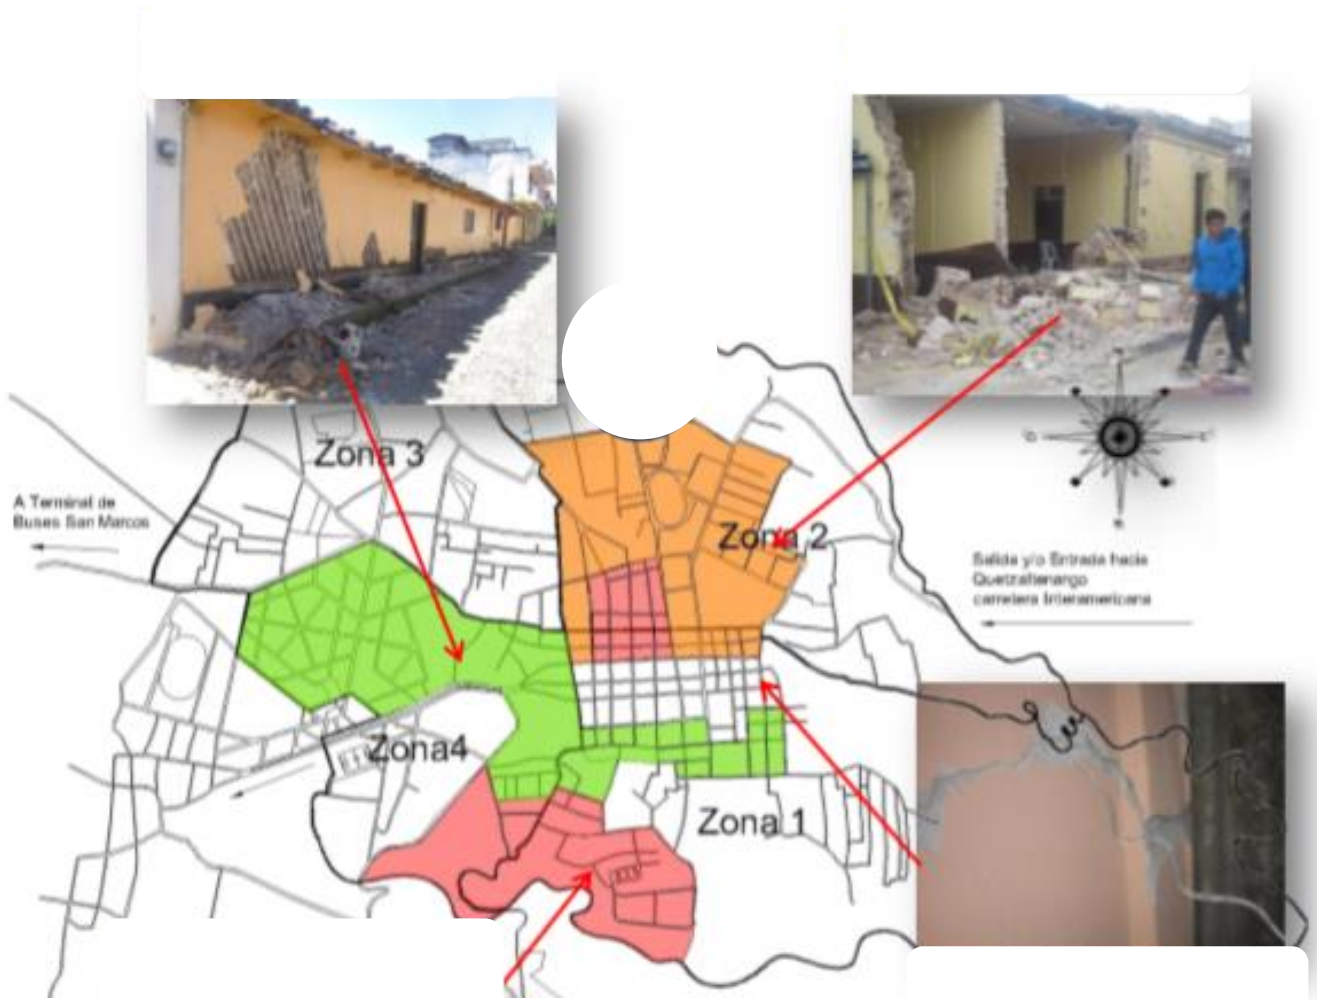 Zona 3
A Terminal de
Buses San Marcos
Zona 2
Salida y/o Entrada hacia
Quetzaltenango
carretera Interamericana
Zona4
Zona 1